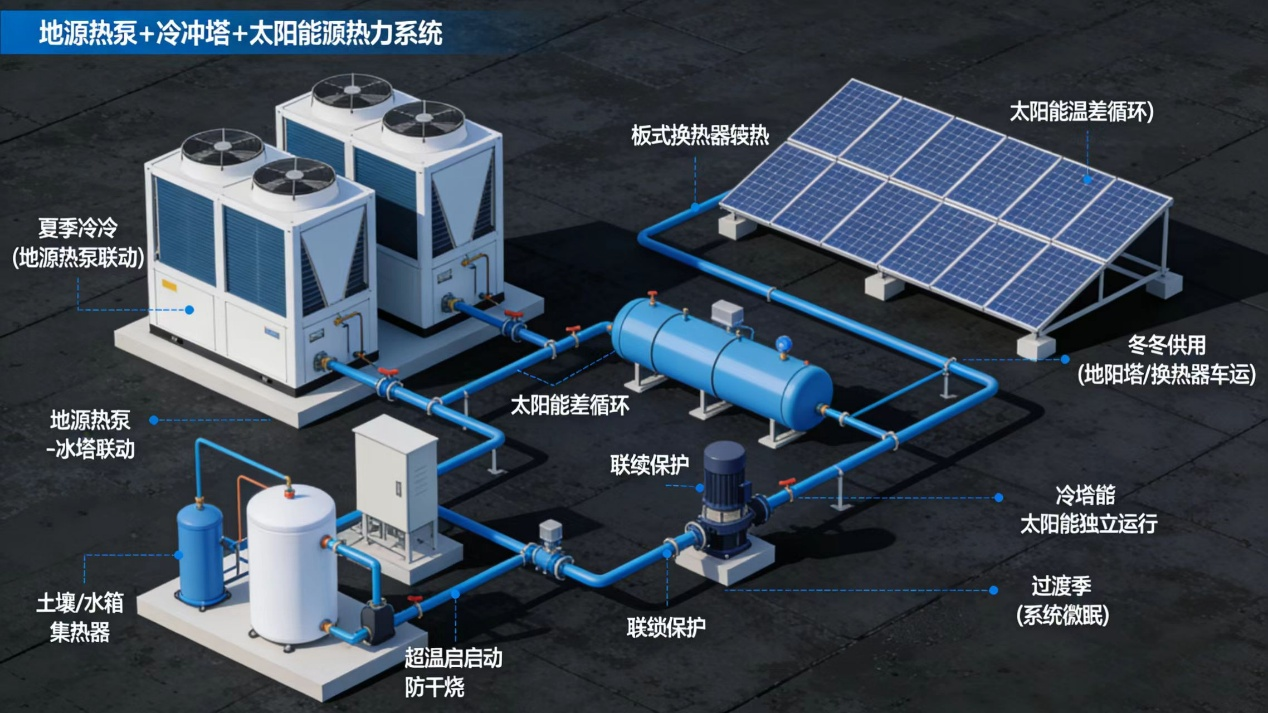 地源热泵+冷冲塔+太阳能源热力系统
太阳能温差循环)
板式换热器较热
夏季冷冷
(地源热泵联动)
冬冬供用
(地阳塔/换热器车运)
太阳能差循环
地源热泵
-冰塔联动
联续保护
冷塔能
太阳能独立运行
过渡季
(系统微眠)
土壤/水箱
集热器
联锁保护
超温启启动
防干烧